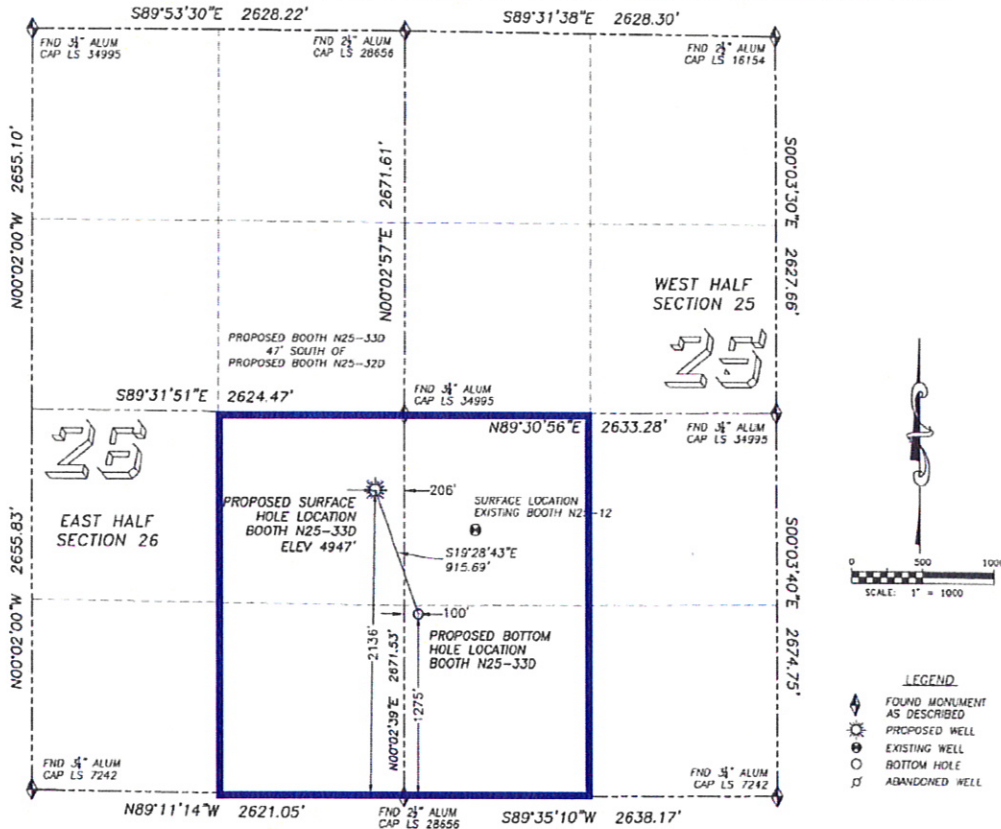 S89°53'30"E 2628.22'
S89°31'38"E 2628.30'
FND 3¼" ALUM
CAP LS 34995
FND 2½" ALUM
CAP LS 28656
FND 2½" ALUM
CAP LS 16154
N00°02'00"W 2655.10'
N00°02'57"E 2671.61'
S00°03'30"E 2627.66'
WEST HALF
SECTION 25
25
PROPOSED BOOTH N25-33D
47' SOUTH OF
PROPOSED BOOTH N25-32D
S89°31'51"E 2624.47'
FND 3¼" ALUM
CAP LS 34995
N89°30'56"E 2633.28'
FND 3¼" ALUM
CAP LS 34995
26
EAST HALF
SECTION 26
PROPOSED SURFACE
HOLE LOCATION
BOOTH N25-33D
ELEV 4947'
206'
SURFACE LOCATION
EXISTING BOOTH N25-12
S19°28'43"E
915.69'
100'
PROPOSED BOTTOM
HOLE LOCATION
BOOTH N25-33D
2136'
N00°02'39"E 2671.53'
1275'
N00°02'00"W 2655.83'
S00°03'40"E 2674.75'
0 500 1000
SCALE: 1" = 1000
LEGEND
FOUND MONUMENT
AS DESCRIBED
PROPOSED WELL
EXISTING WELL
BOTTOM HOLE
ABANDONED WELL
FND 3¼" ALUM
CAP LS 7242
FND 3¼" ALUM
CAP LS 7242
N89°11'14"W 2621.05'
FND 2½" ALUM
CAP LS 28656
S89°35'10"W 2638.17'